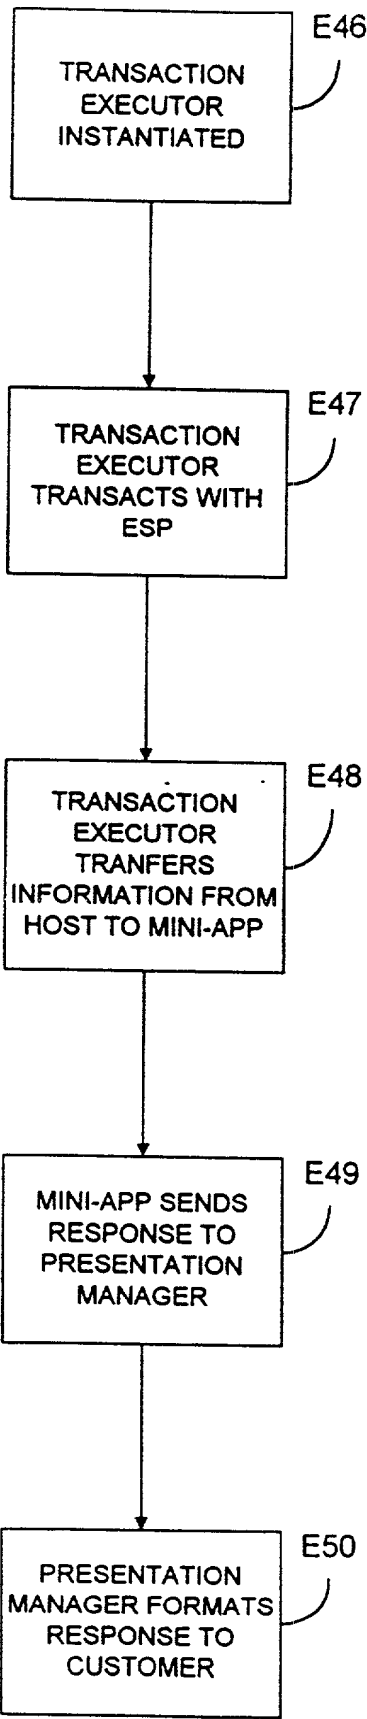 E46
TRANSACTION
EXECUTOR
INSTANTIATED
E47
TRANSACTION
EXECUTOR
TRANSACTS WITH
ESP
E48
TRANSACTION
EXECUTOR
TRANFERS
INFORMATION FROM
HOST TO MINI-APP
E49
MINI-APP SENDS
RESPONSE TO
PRESENTATION
MANAGER
E50
PRESENTATION
MANAGER FORMATS
RESPONSE TO
CUSTOMER